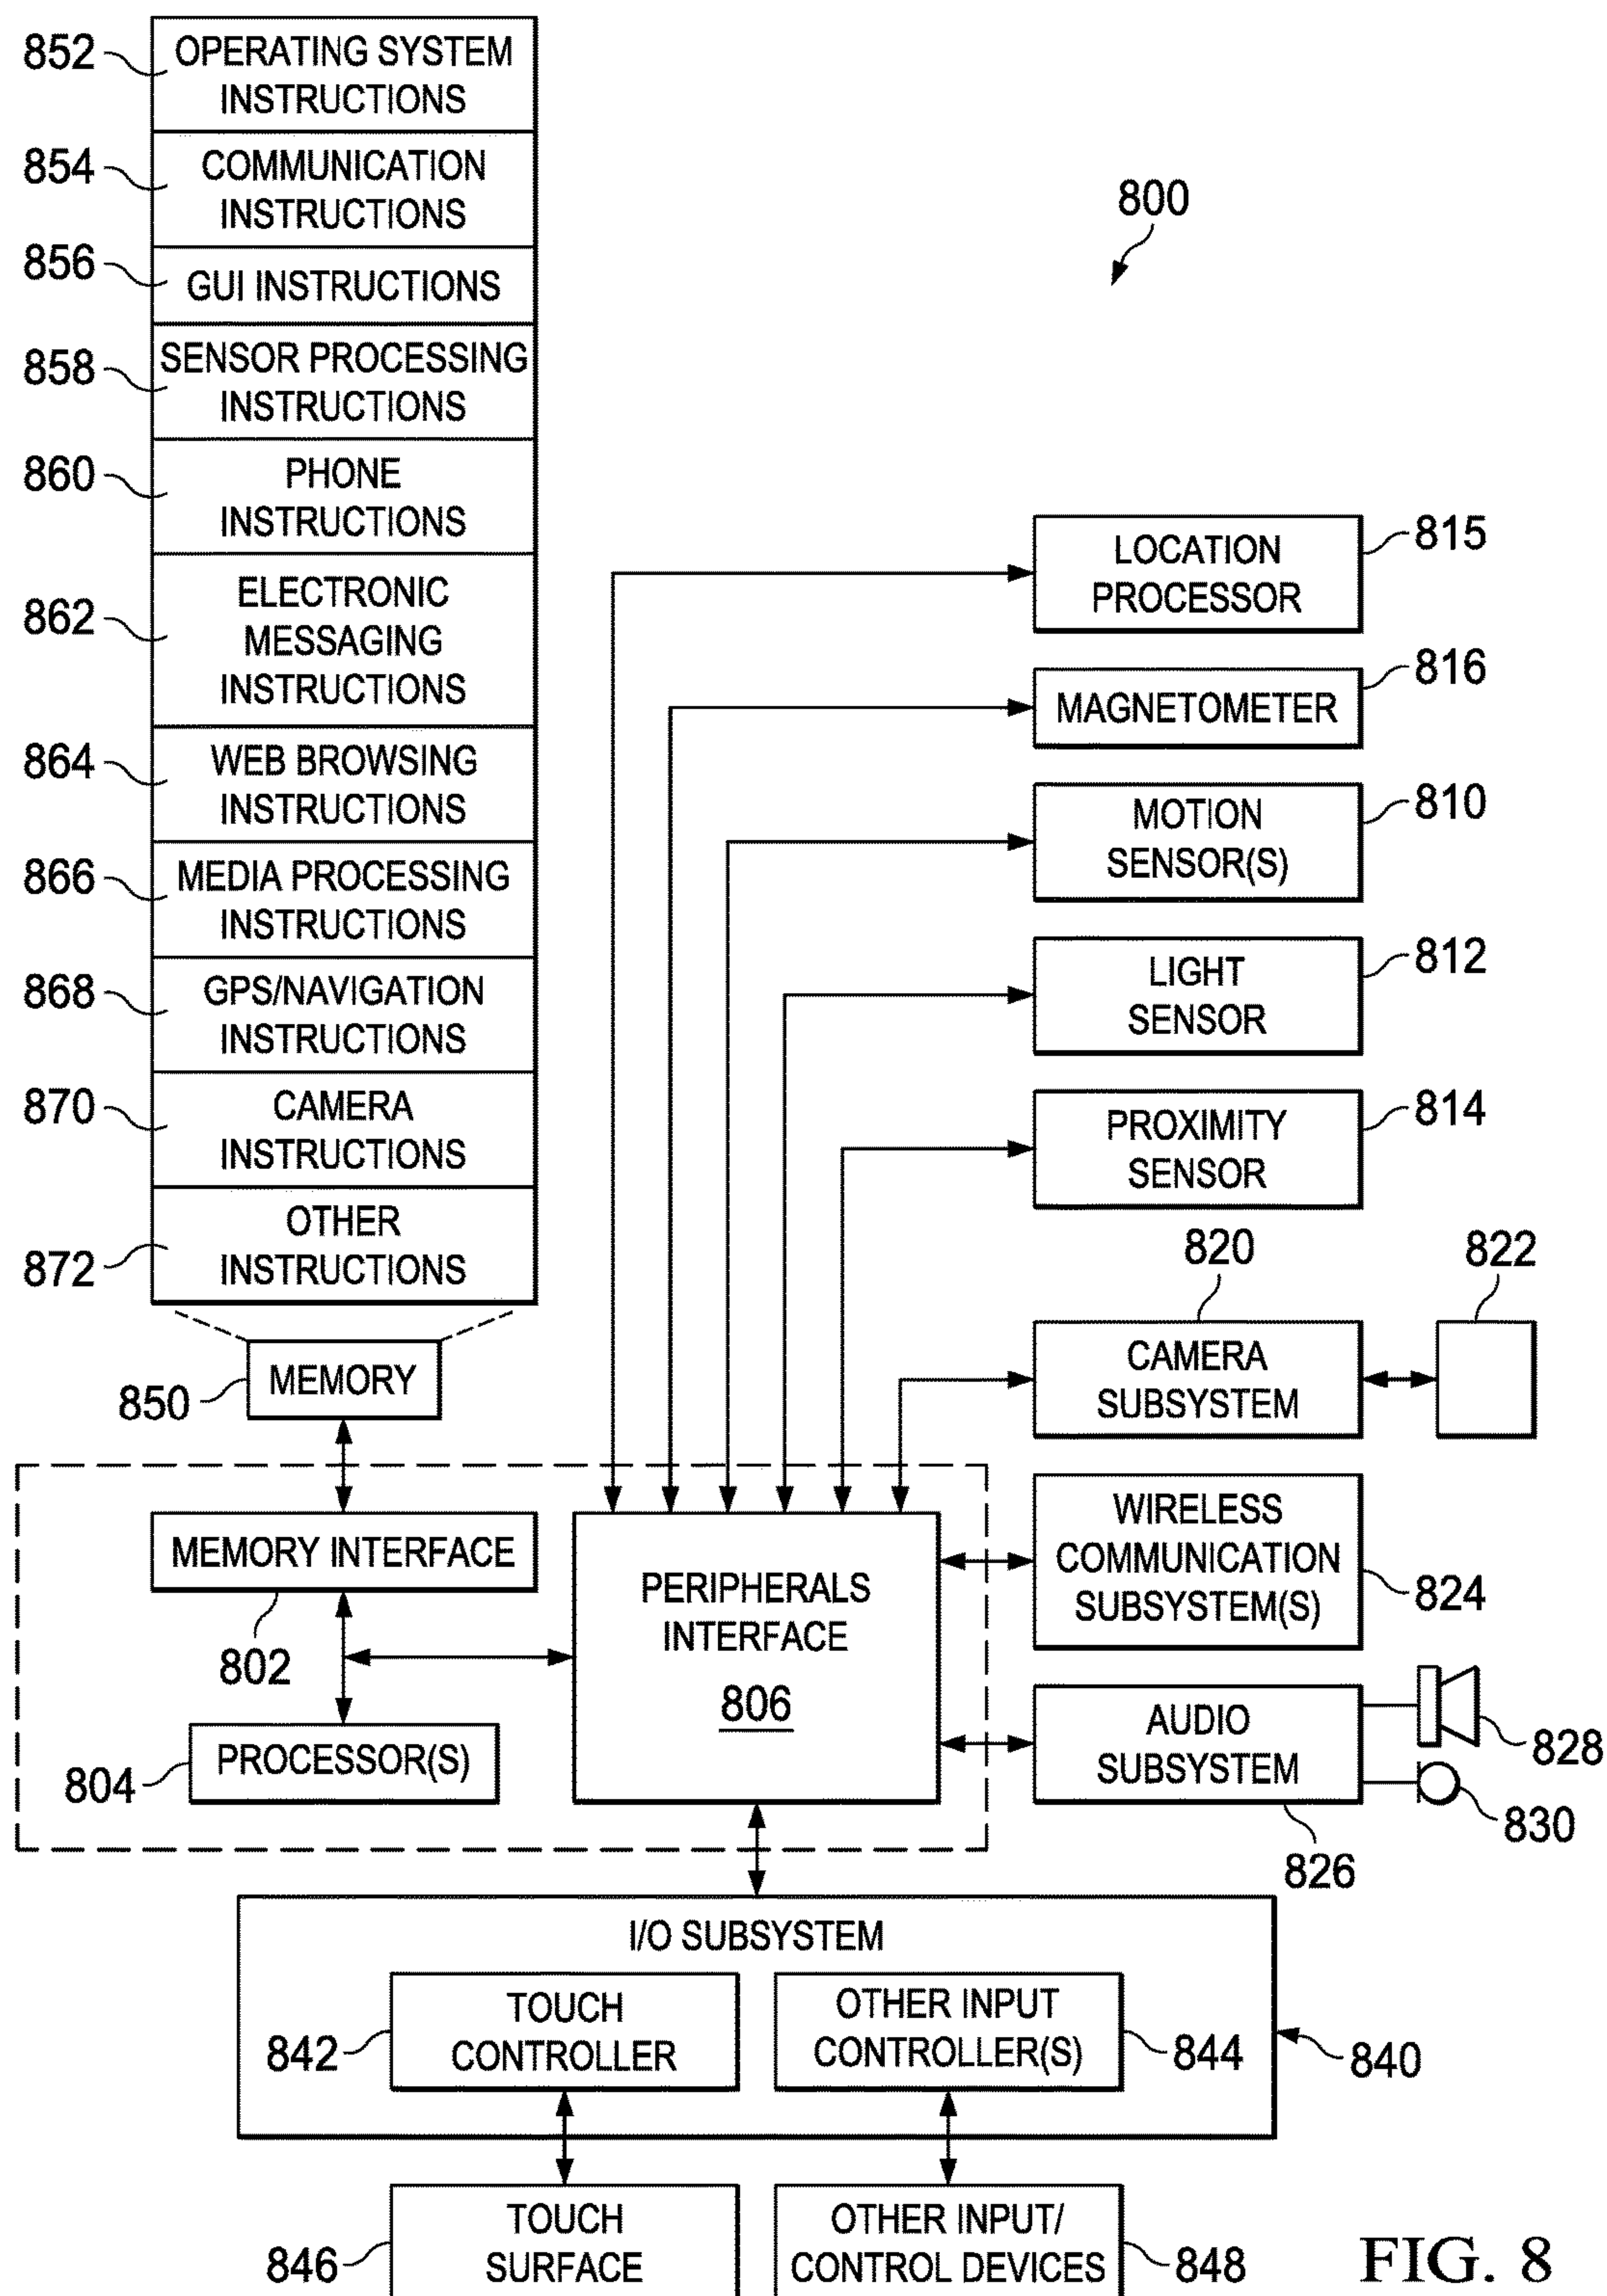 852
OPERATING SYSTEM
INSTRUCTIONS
854
COMMUNICATION
INSTRUCTIONS
800
856
GUI INSTRUCTIONS
858
SENSOR PROCESSING
INSTRUCTIONS
860
PHONE
INSTRUCTIONS
862
ELECTRONIC
MESSAGING
INSTRUCTIONS
864
WEB BROWSING
INSTRUCTIONS
866
MEDIA PROCESSING
INSTRUCTIONS
868
GPS/NAVIGATION
INSTRUCTIONS
870
CAMERA
INSTRUCTIONS
872
OTHER
INSTRUCTIONS
850
MEMORY
LOCATION
PROCESSOR
815
MAGNETOMETER
816
MOTION
SENSOR(S)
810
LIGHT
SENSOR
812
PROXIMITY
SENSOR
814
820
CAMERA
SUBSYSTEM
822
MEMORY INTERFACE
802
PROCESSOR(S)
804
PERIPHERALS
INTERFACE
806
WIRELESS
COMMUNICATION
SUBSYSTEM(S)
824
AUDIO
SUBSYSTEM
826
828
830
I/O SUBSYSTEM
840
842
TOUCH
CONTROLLER
OTHER INPUT
CONTROLLER(S)
844
846
TOUCH
SURFACE
OTHER INPUT/
CONTROL DEVICES
848
FIG. 8